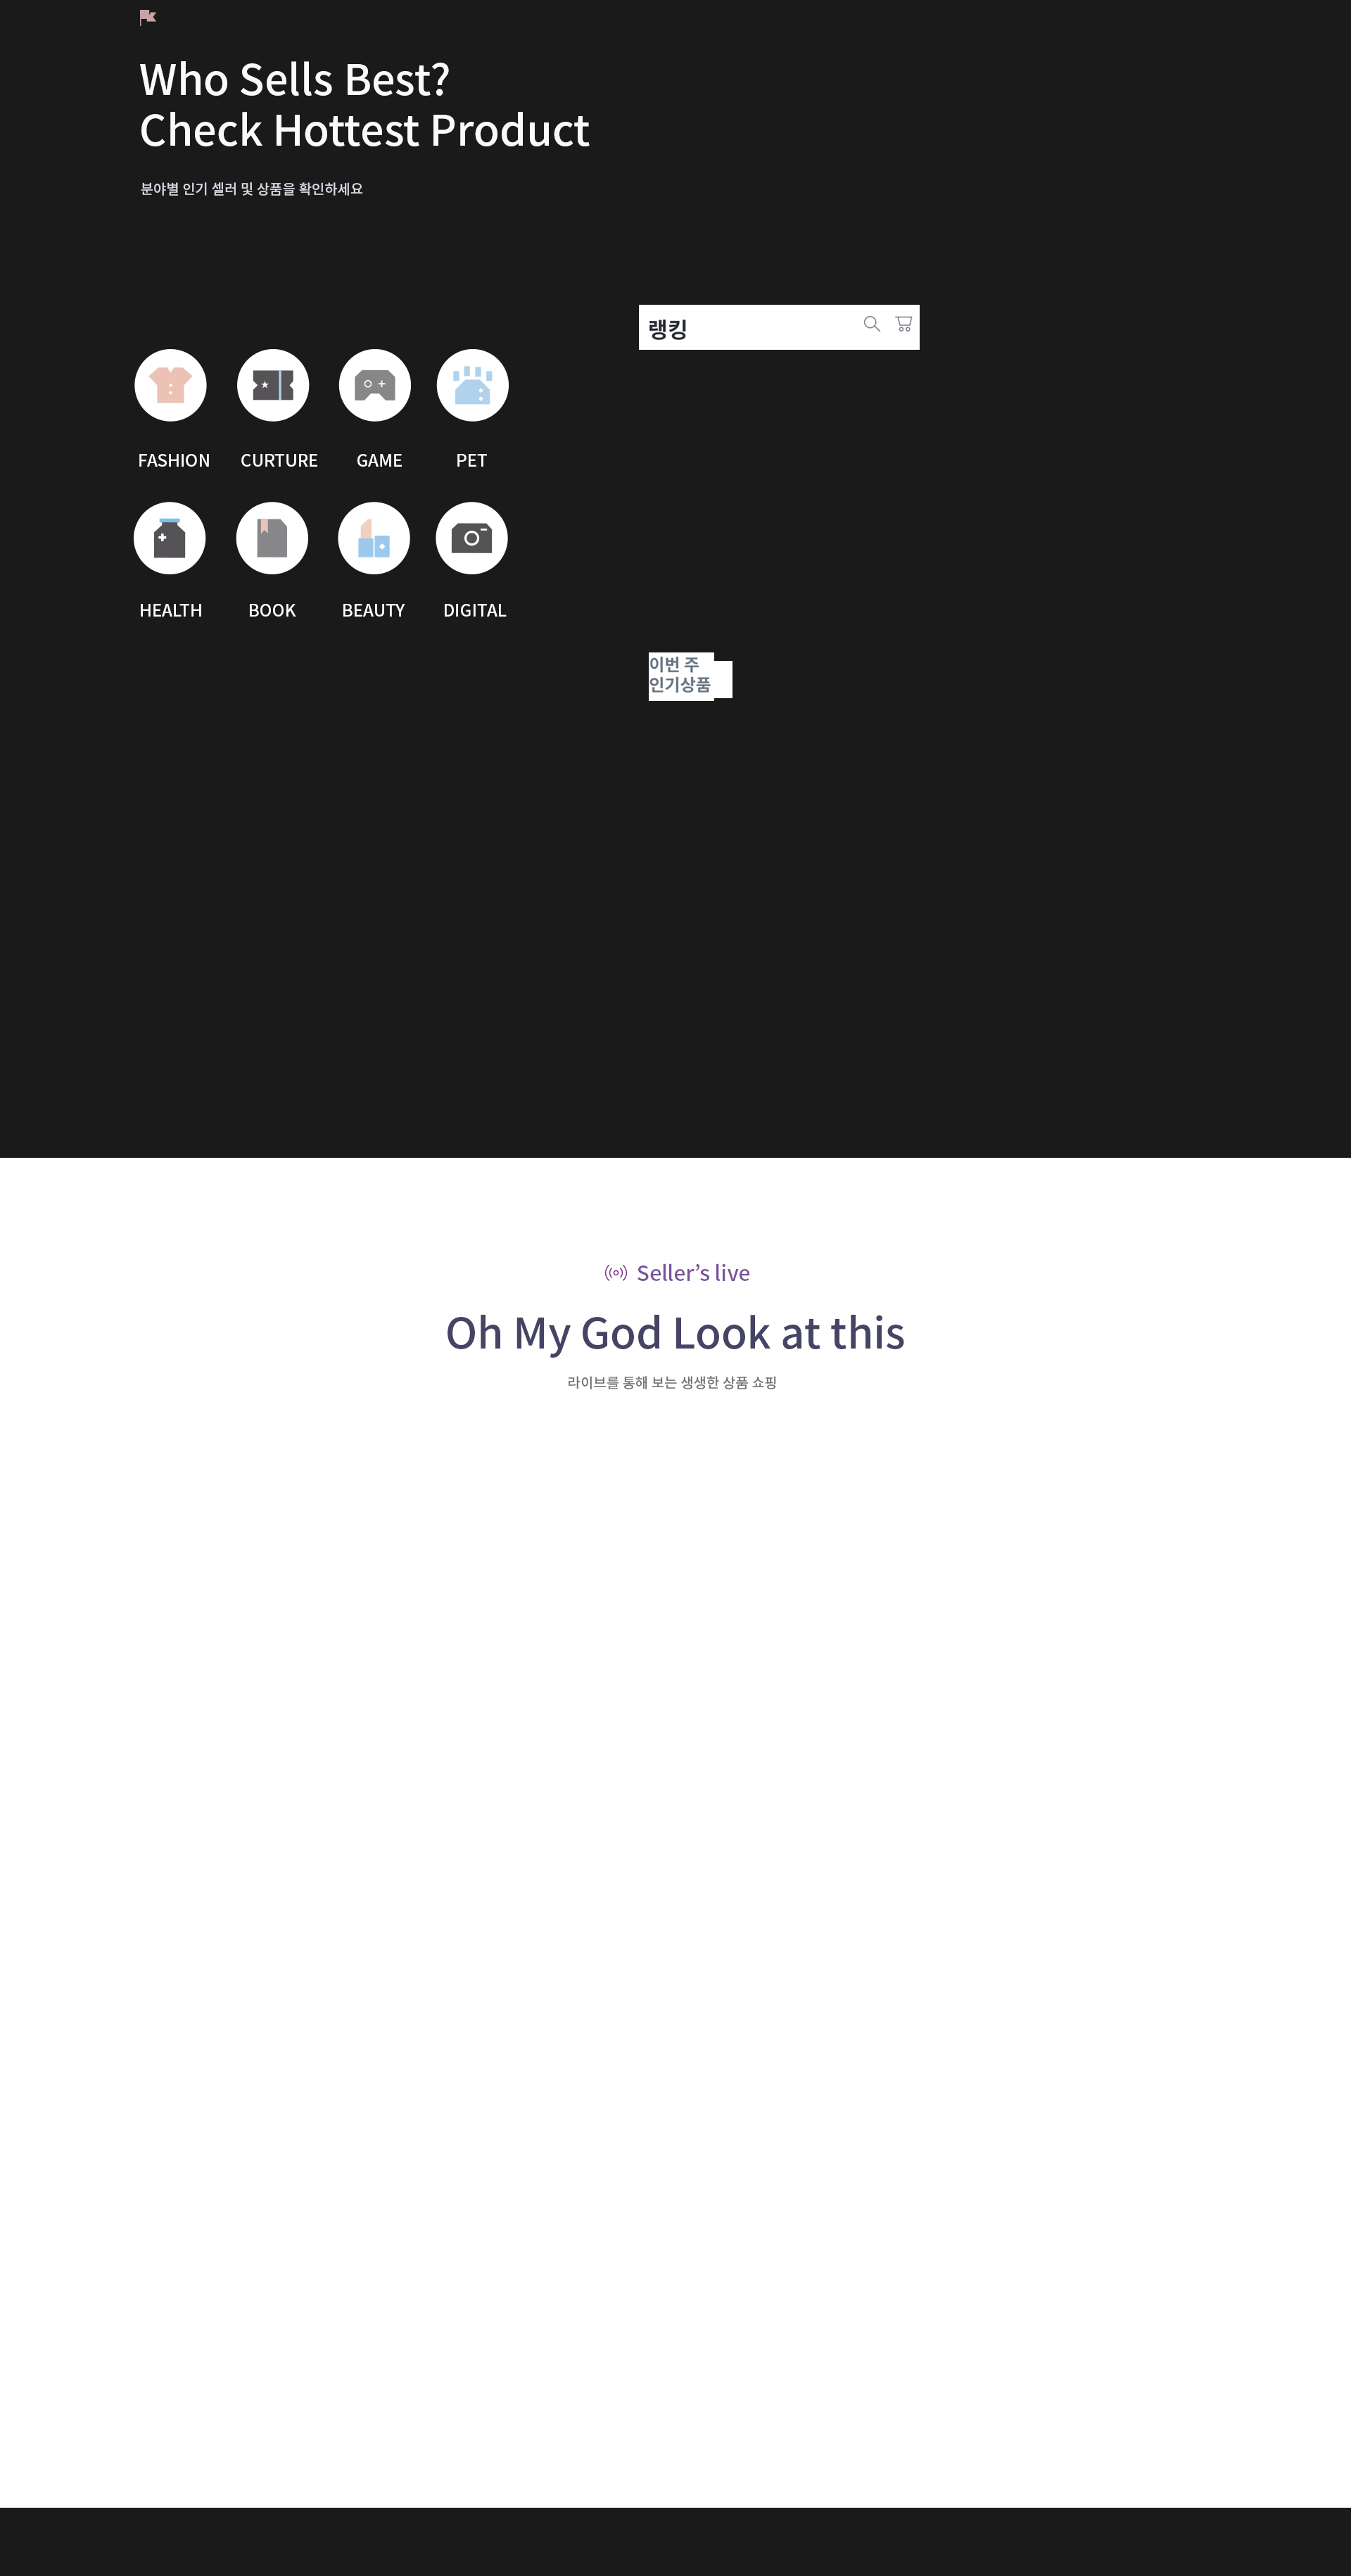 Who Sells Best?
Check Hottest Product
분야별 인기 셀러 및 상품을 확인하세요
랭킹
FASHION
CURTURE
GAME
PET
HEALTH
BOOK
BEAUTY
DIGITAL
이번 주
인기상품
Seller’s live
Oh My God Look at this
라이브를 통해 보는 생생한 상품 쇼핑